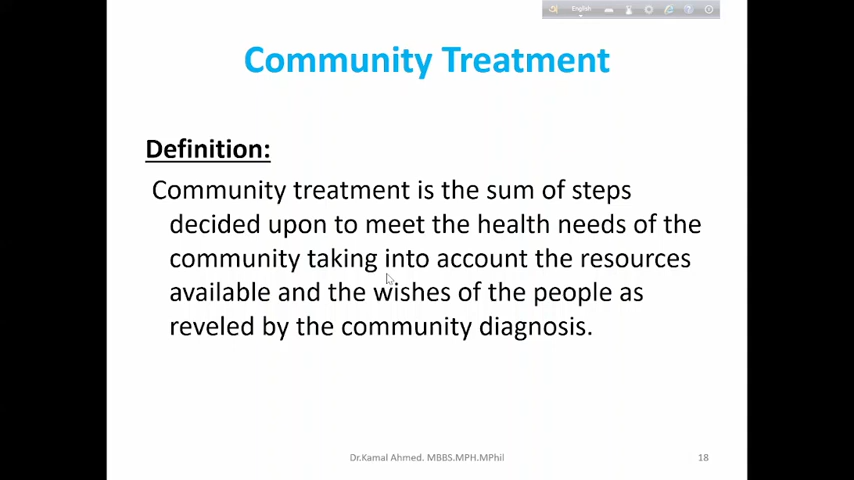 English
Community Treatment
Definition:
Community treatment is the sum of steps
decided upon to meet the health needs of the
community taking into account the resources
available and the wishes of the people as
reveled by the community diagnosis.
Dr.Kamal Ahmed. MBBS.MPH.MPhil
18